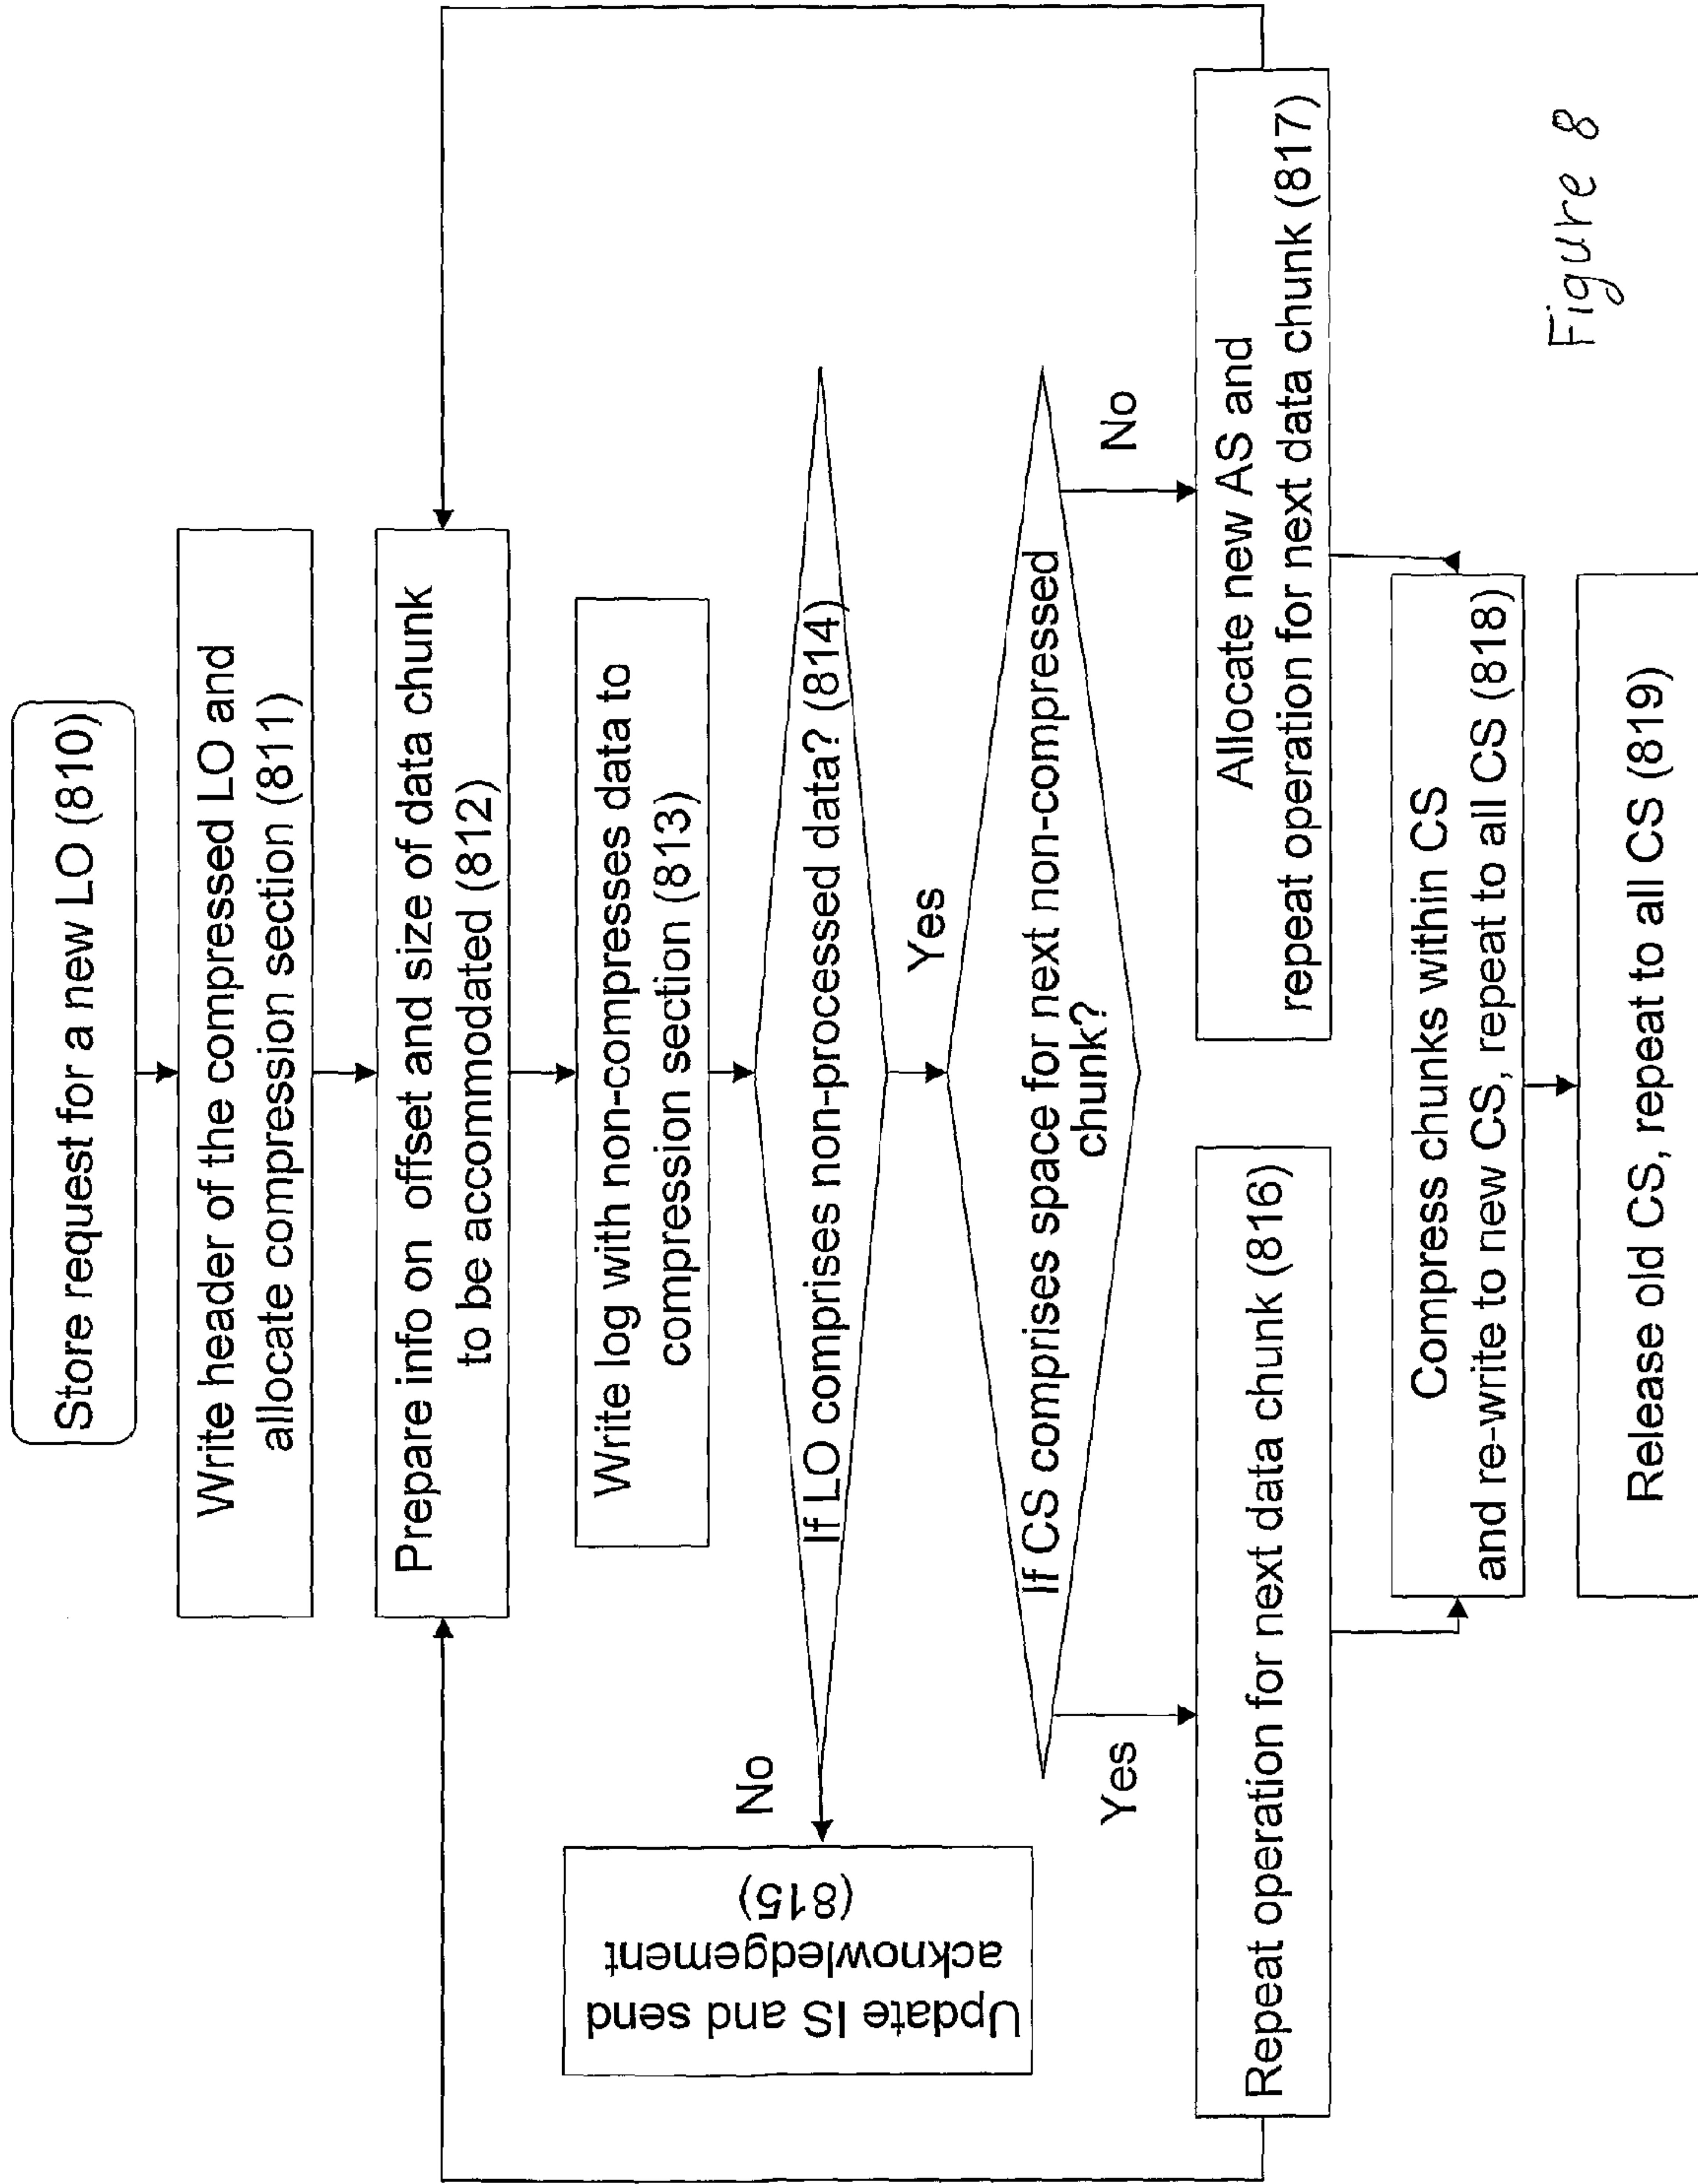 Store request for a new LO (810)
Write header of the compressed LO and
allocate compression section (811)
Prepare info on offset and size of data chunk
to be accommodated (812)
Write log with non-compresses data to
compression section (813)
If LO comprises non-processed data? (814)
No
Update IS and send
acknowledgement
(815)
Yes
If CS comprises space for next non-compressed
chunk?
Yes
No
Repeat operation for next data chunk (816)
Allocate new AS and
repeat operation for next data chunk (817)
Compress chunks within CS
and re-write to new CS, repeat to all CS (818)
Release old CS, repeat to all CS (819)
Figure 8